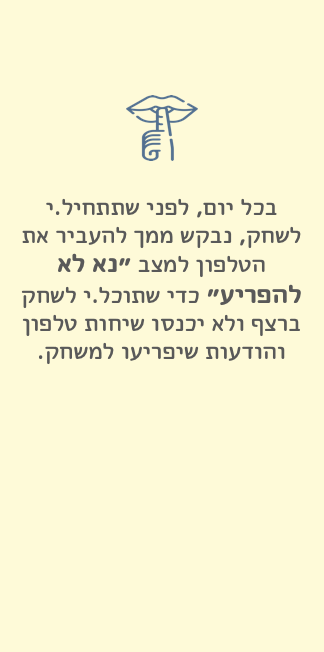 בכל יום, לפני שתתחיל.י
לשחק, נבקש ממך להעביר את
הטלפון למצב ״נא לא
להפריע״ כדי שתוכל.י לשחק
ברצף ולא יכנסו שיחות טלפון
והודעות שיפריעו למשחק.